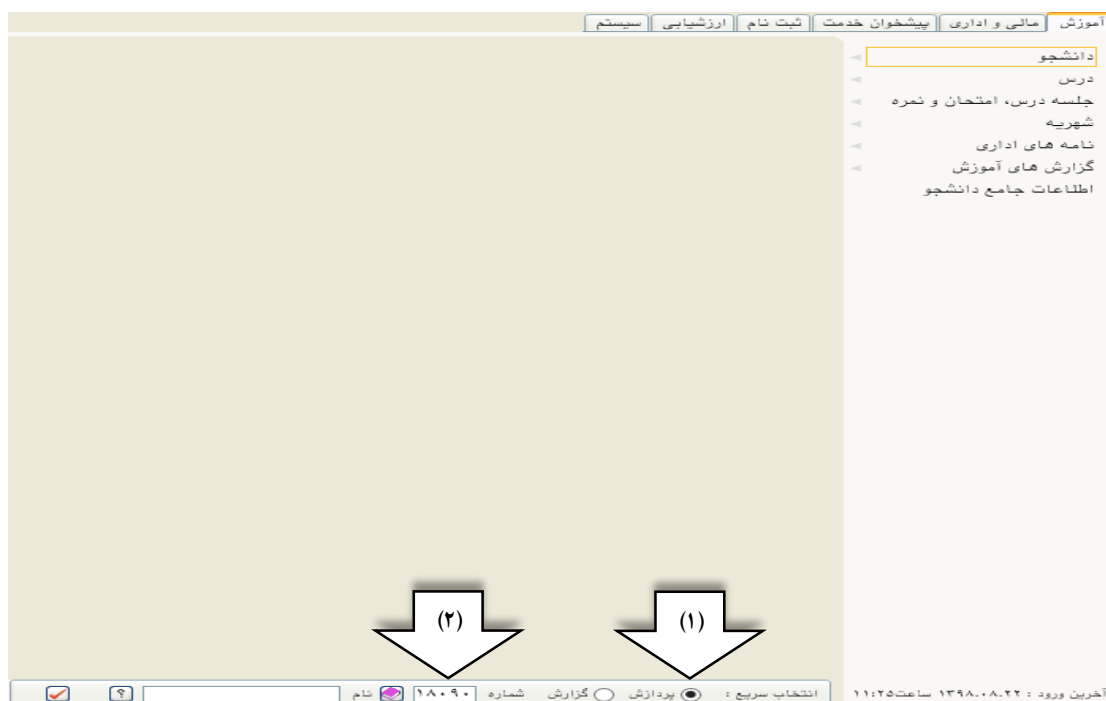 آموزش مالی و اداری پیشخوان خدمت ثبت نام ارزشیابی سیستم
دانشجو
درس
جلسه درس، امتحان و نمره
شهریه
نامه های اداری
گزارش های آموزش
اطلاعات جامع دانشجو
(۱)
(۲)
آخرین ورود : ۱۳۹۸.۰۸.۲۲ ساعت۱۱:۲۵
انتخاب سریع : پردازش گزارش شماره ۱۸۰۹۰ نام ؟